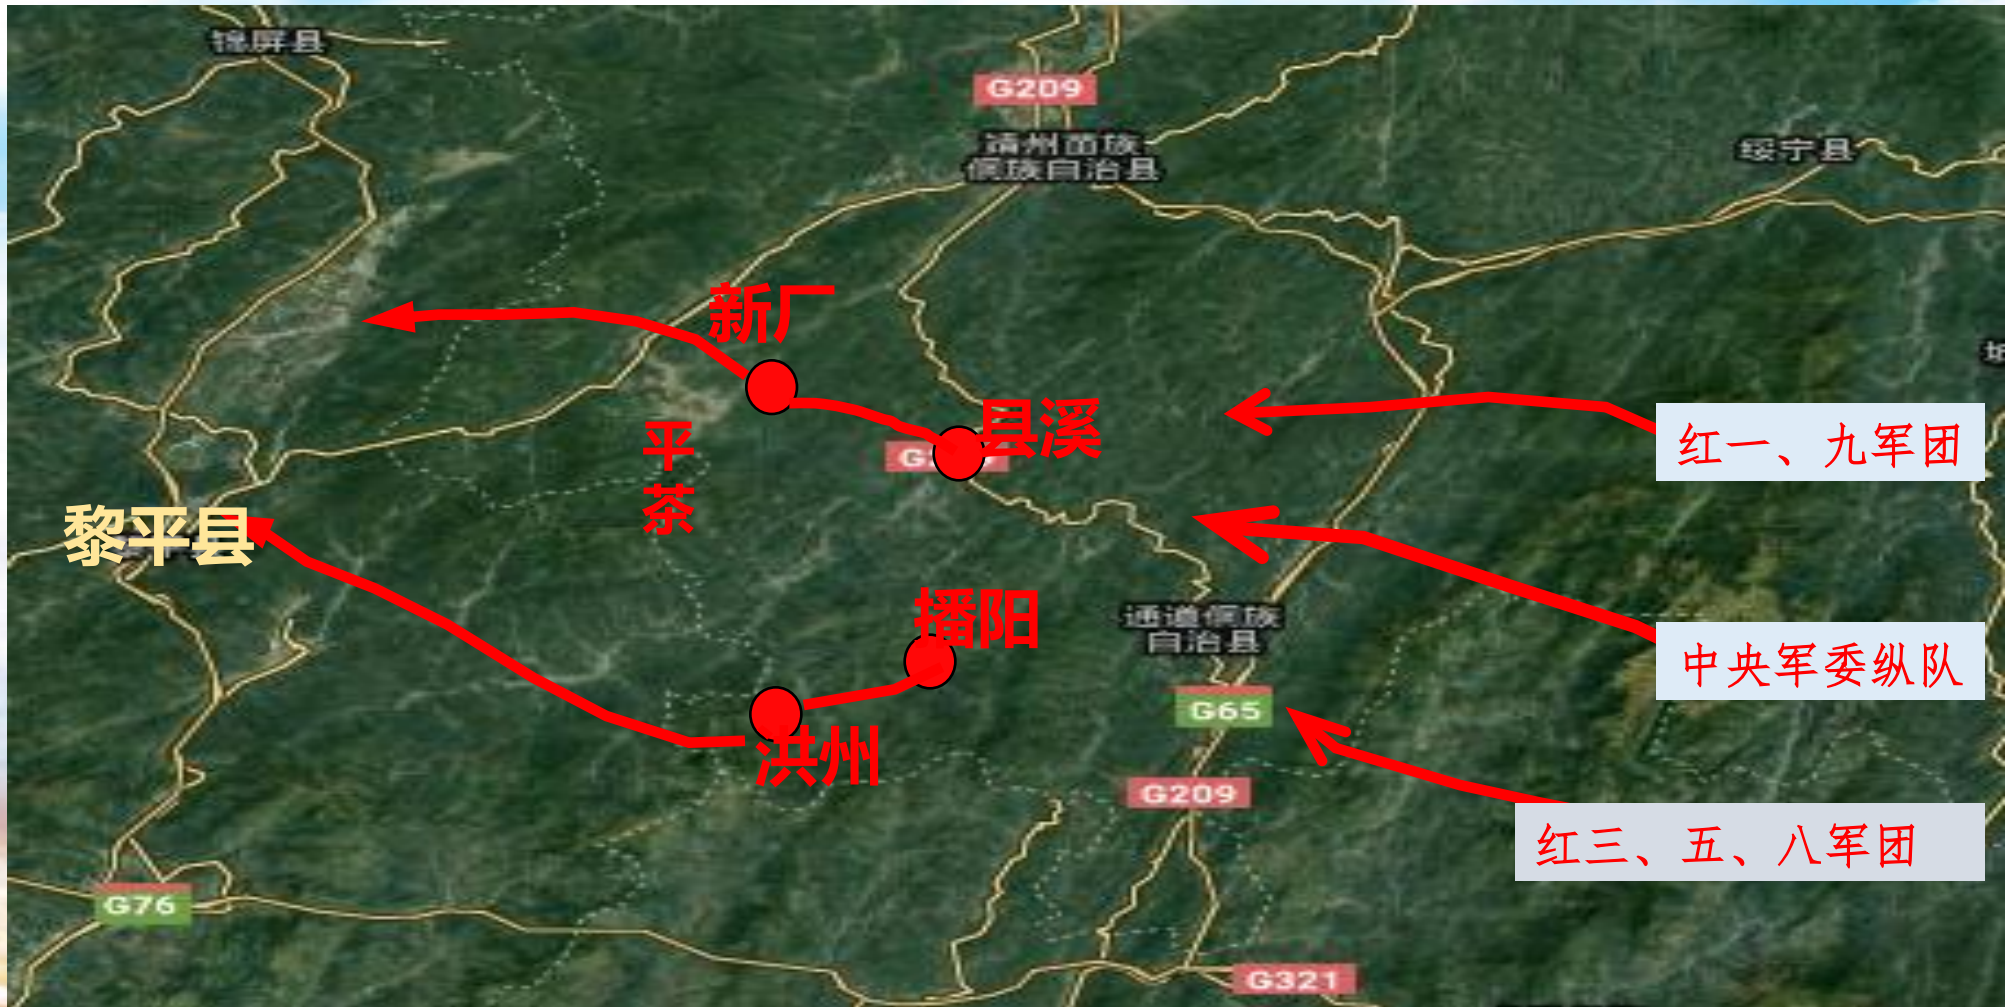 锦屏县
G209
靖州苗族
侗族自治县
绥宁县
新厂
县溪
平
茶
红一、九军团
黎平县
播阳
通道侗族
自治县
中央军委纵队
G65
洪州
G209
红三、五、八军团
G76
G321